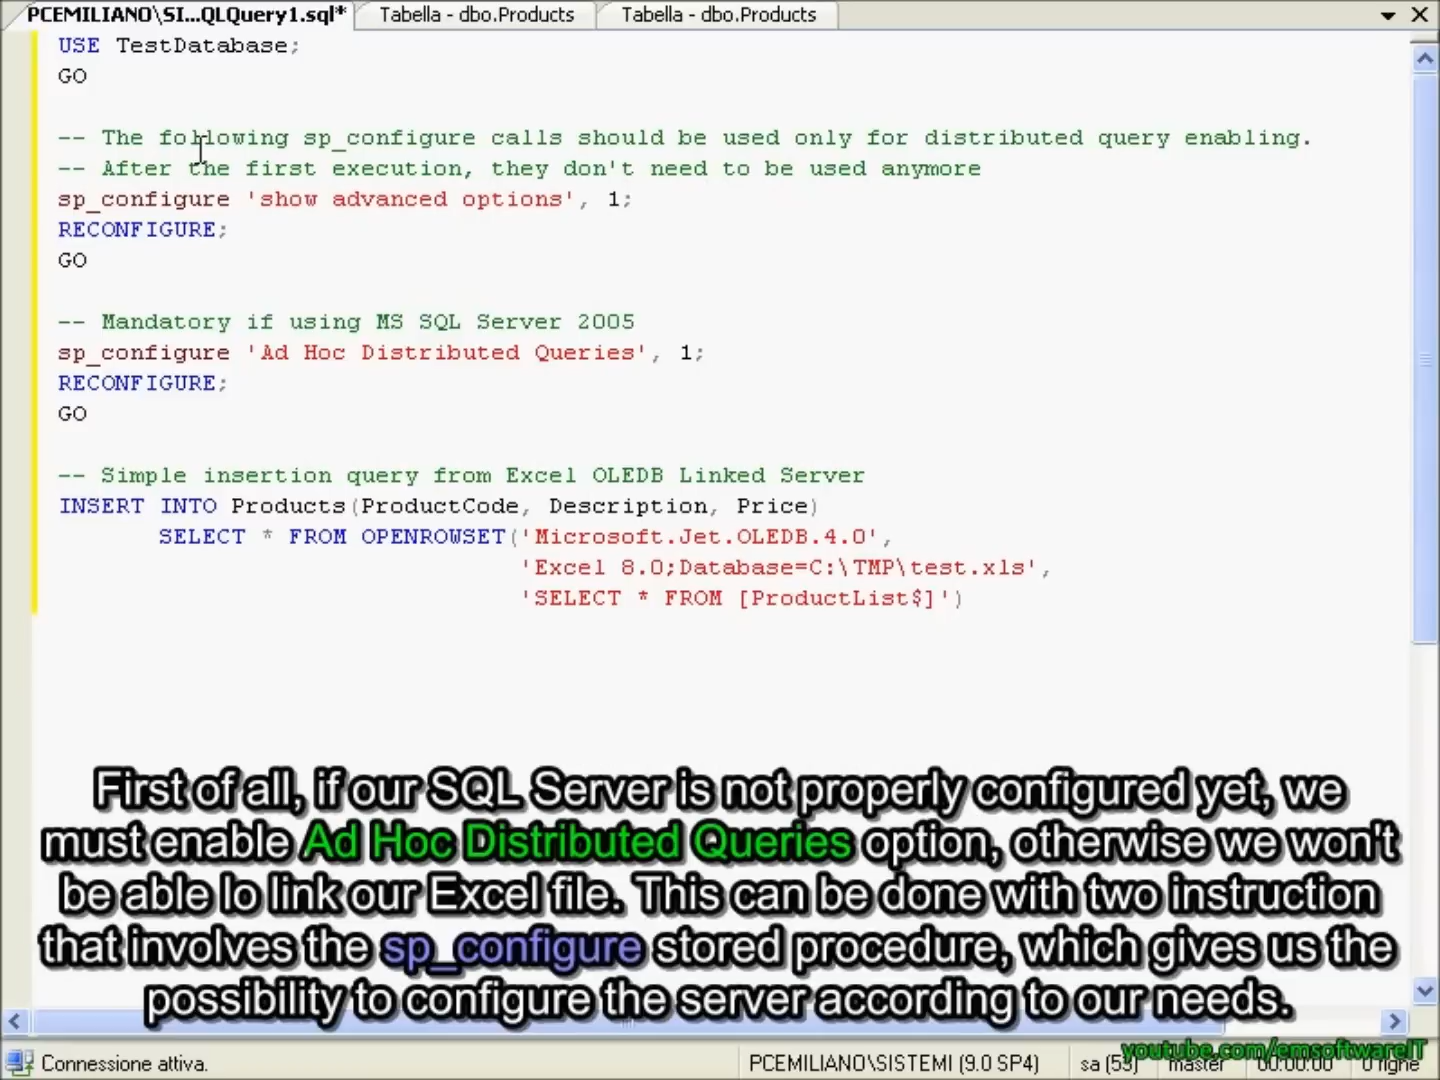 PCEMILIANO\SI...QLQuery1.sql* Tabella - dbo.Products Tabella - dbo.Products
USE TestDatabase;
GO
-- The following sp_configure calls should be used only for distributed query enabling.
-- After the first execution, they don't need to be used anymore
sp_configure 'show advanced options', 1;
RECONFIGURE;
GO
-- Mandatory if using MS SQL Server 2005
sp_configure 'Ad Hoc Distributed Queries', 1;
RECONFIGURE;
GO
-- Simple insertion query from Excel OLEDB Linked Server
INSERT INTO Products(ProductCode, Description, Price)
SELECT * FROM OPENROWSET('Microsoft.Jet.OLEDB.4.0',
'Excel 8.0;Database=C:\TMP\test.xls',
'SELECT * FROM [ProductList$]')
First of all, if our SQL Server is not properly configured yet, we
must enable Ad Hoc Distributed Queries option, otherwise we won't
be able lo link our Excel file. This can be done with two instruction
that involves the sp_configure stored procedure, which gives us the
possibility to configure the server according to our needs.
youtube.com/emsoftwareIT
Connessione attiva. PCEMILIANO\SISTEMI (9.0 SP4) sa (53) master 00:00:00 0 righe